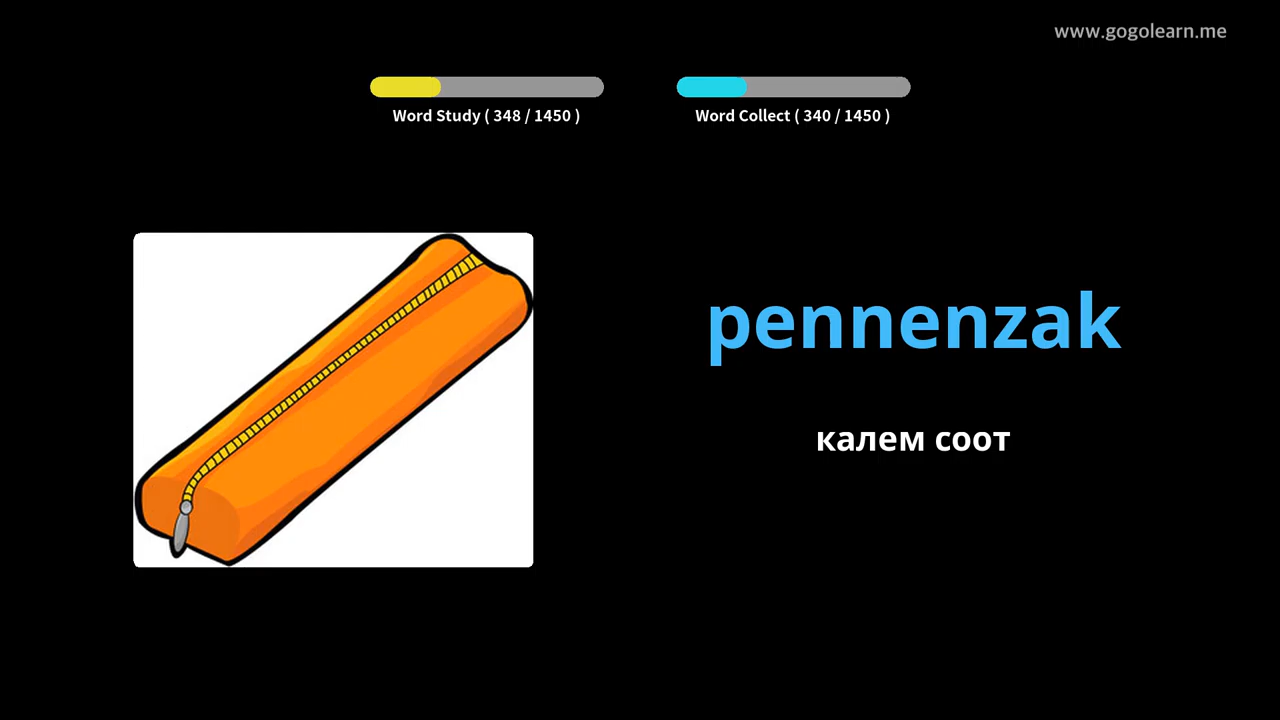 www.gogolearn.me
Word Study ( 348 / 1450 )
Word Collect ( 340 / 1450 )
pennenzak
калем соот